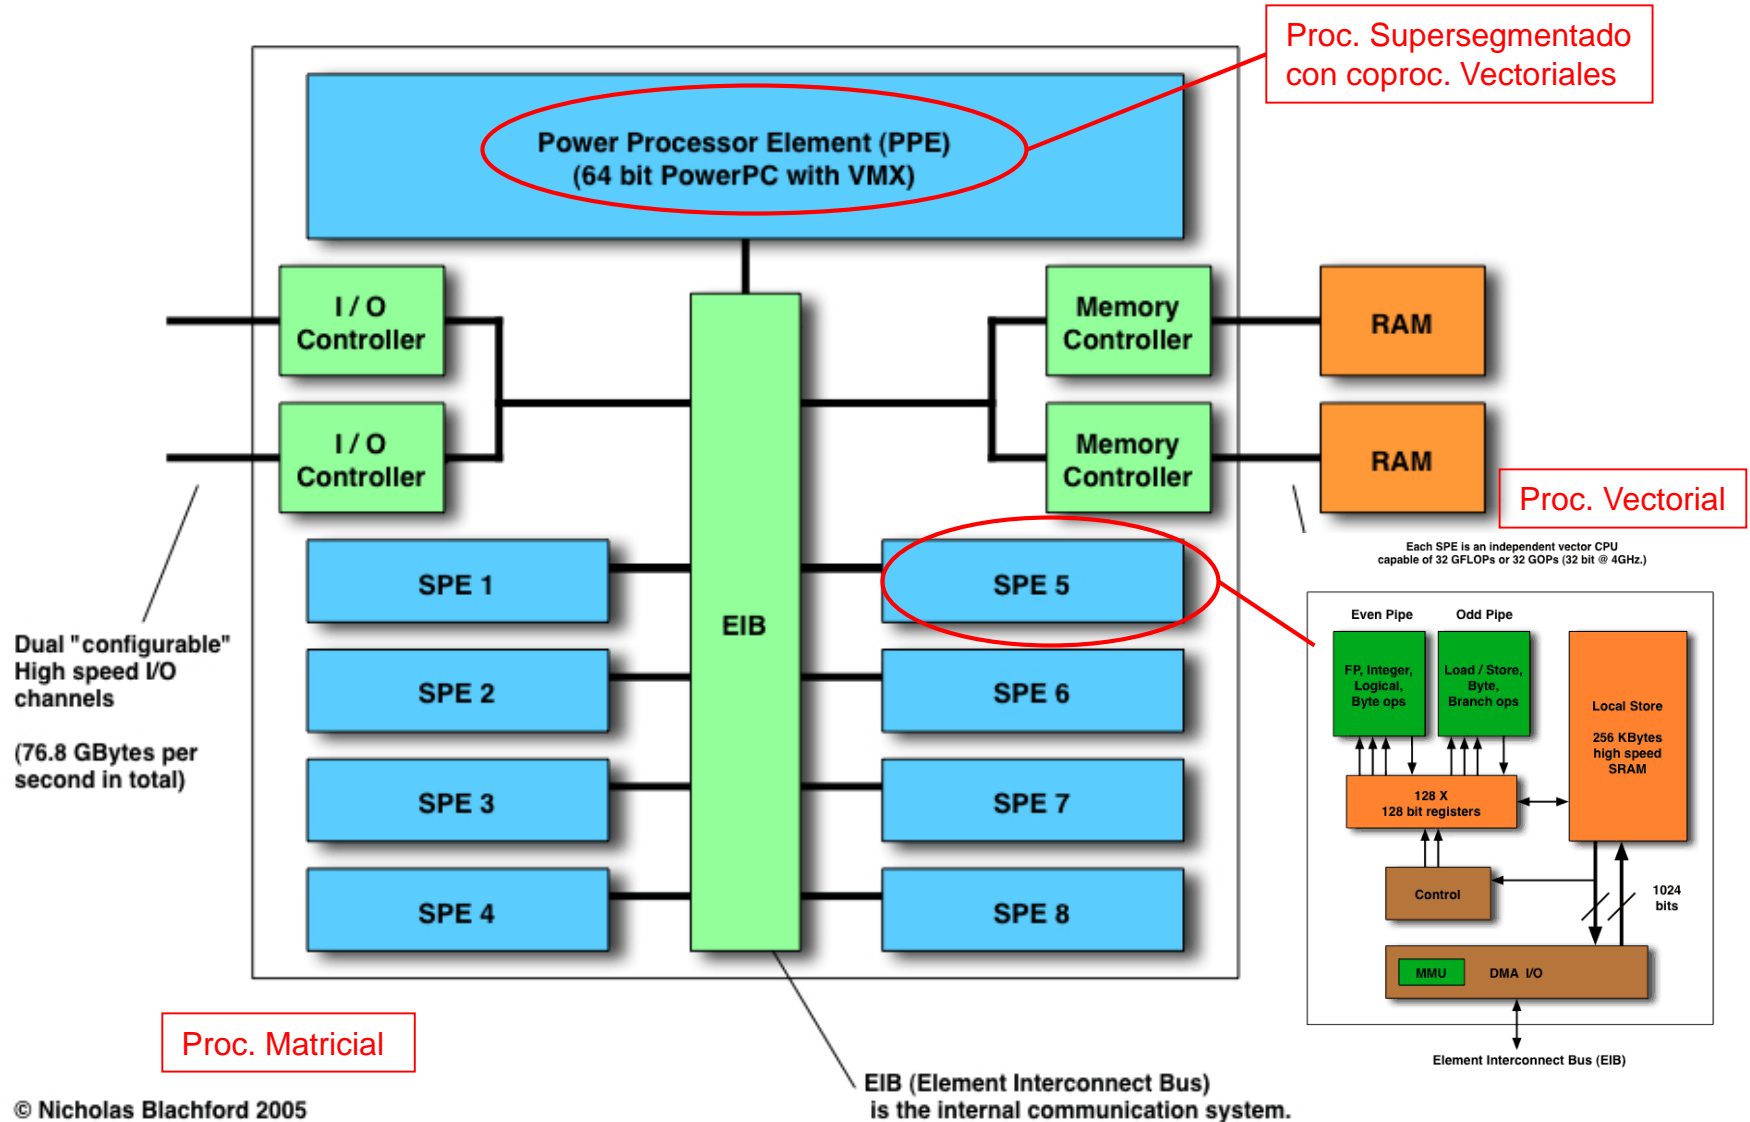 Proc. Supersegmentado
con coproc. Vectoriales
Power Processor Element (PPE)
(64 bit PowerPC with VMX)
I / O
Controller
I / O
Controller
Memory
Controller
Memory
Controller
RAM
RAM
Proc. Vectorial
EIB
SPE 1
SPE 2
SPE 3
SPE 4
SPE 5
SPE 6
SPE 7
SPE 8
Dual "configurable"
High speed I/O
channels
(76.8 GBytes per
second in total)
Each SPE is an independent vector CPU
capable of 32 GFLOPs or 32 GOPs (32 bit @ 4GHz.)
Even Pipe
Odd Pipe
FP, Integer,
Logical,
Byte ops
Load / Store,
Byte,
Branch ops
Local Store
256 KBytes
high speed
SRAM
128 X
128 bit registers
Control
1024
bits
MMU
DMA I/O
Element Interconnect Bus (EIB)
Proc. Matricial
EIB (Element Interconnect Bus)
is the internal communication system.
© Nicholas Blachford 2005